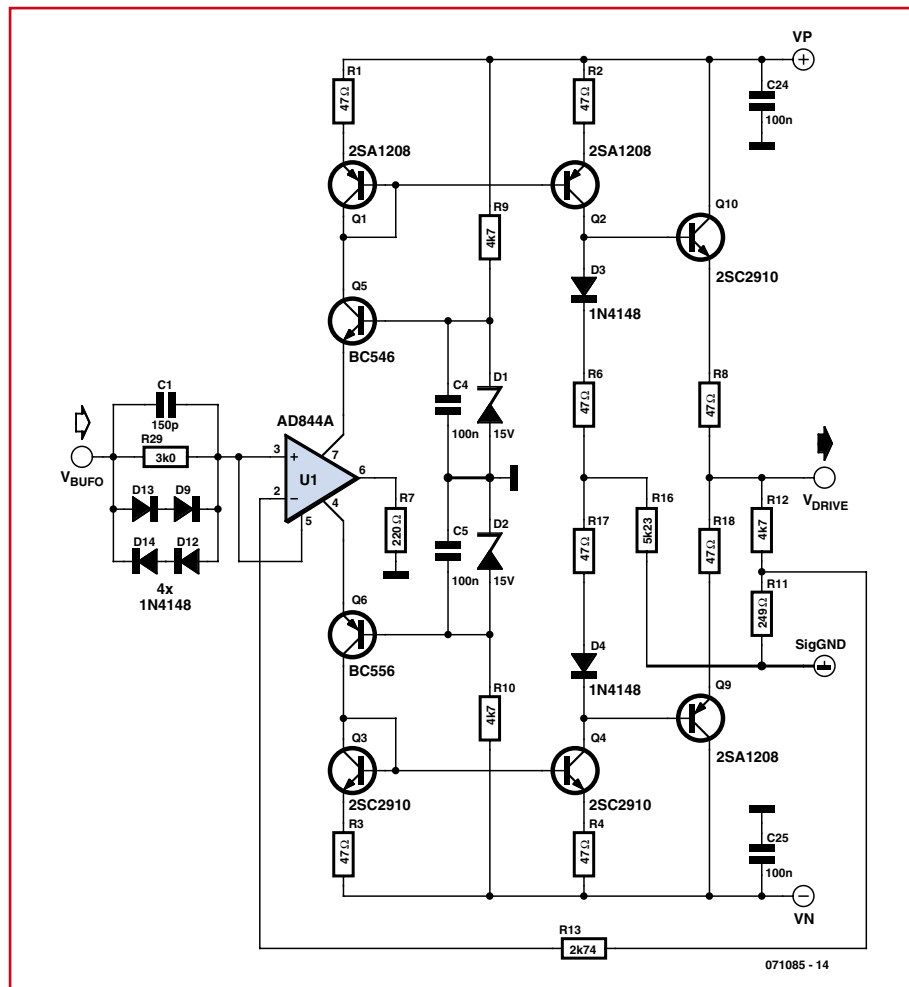 VP
R1
47Ω
R2
47Ω
C24
100n
2SA1208
2SA1208
Q1
Q2
Q10
R9
4k7
2SC2910
D3
1N4148
Q5
BC546
C1
150p
AD844A
C4
100n
D1
15V
R6
47Ω
R8
47Ω
R29
3k0
VBUFO
3
+
7
U1
6
2
−
4
5
D13
D9
D14
D12
4x
1N4148
R7
220Ω
R16
5k23
R12
4k7
VDRIVE
C5
100n
D2
15V
R17
47Ω
R18
47Ω
R11
249Ω
SigGND
Q6
BC556
D4
1N4148
R10
4k7
Q9
2SA1208
Q3
Q4
2SC2910
2SC2910
R3
47Ω
R4
47Ω
C25
100n
VN
R13
2k74
071085 - 14